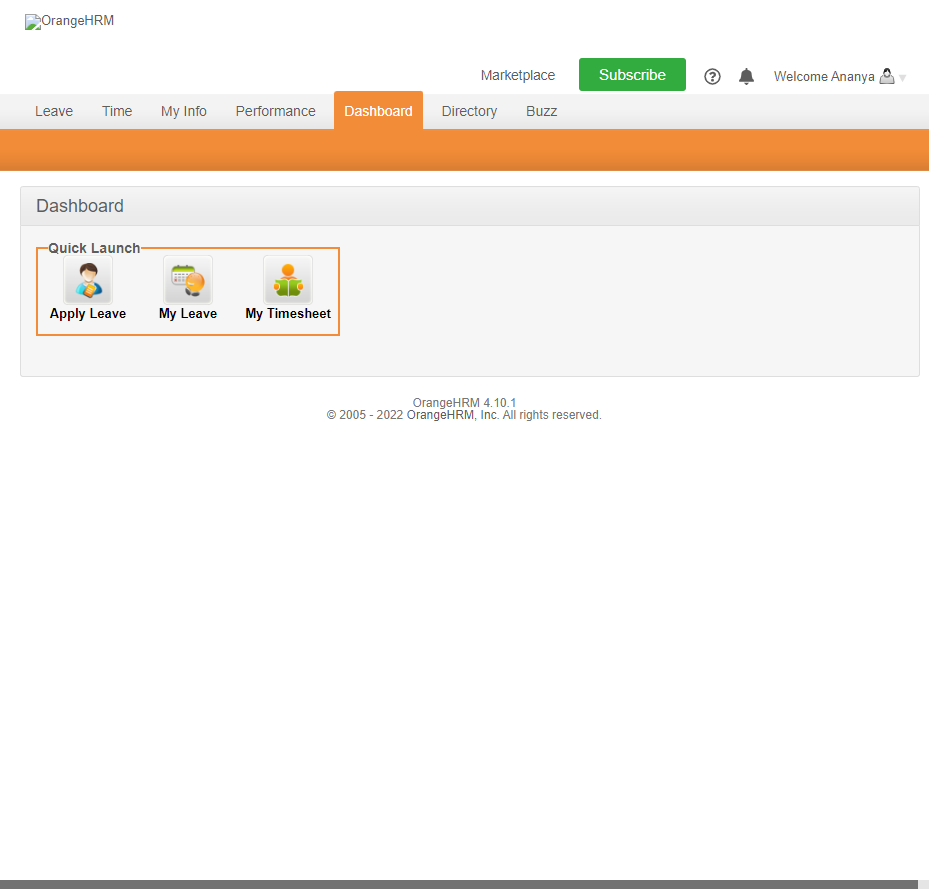 OrangeHRM
Marketplace
Subscribe
Welcome Ananya
Leave
Time
My Info
Performance
Dashboard
Directory
Buzz
Dashboard
Quick Launch
Apply Leave
My Leave
My Timesheet
OrangeHRM 4.10.1
© 2005 - 2022 OrangeHRM, Inc. All rights reserved.